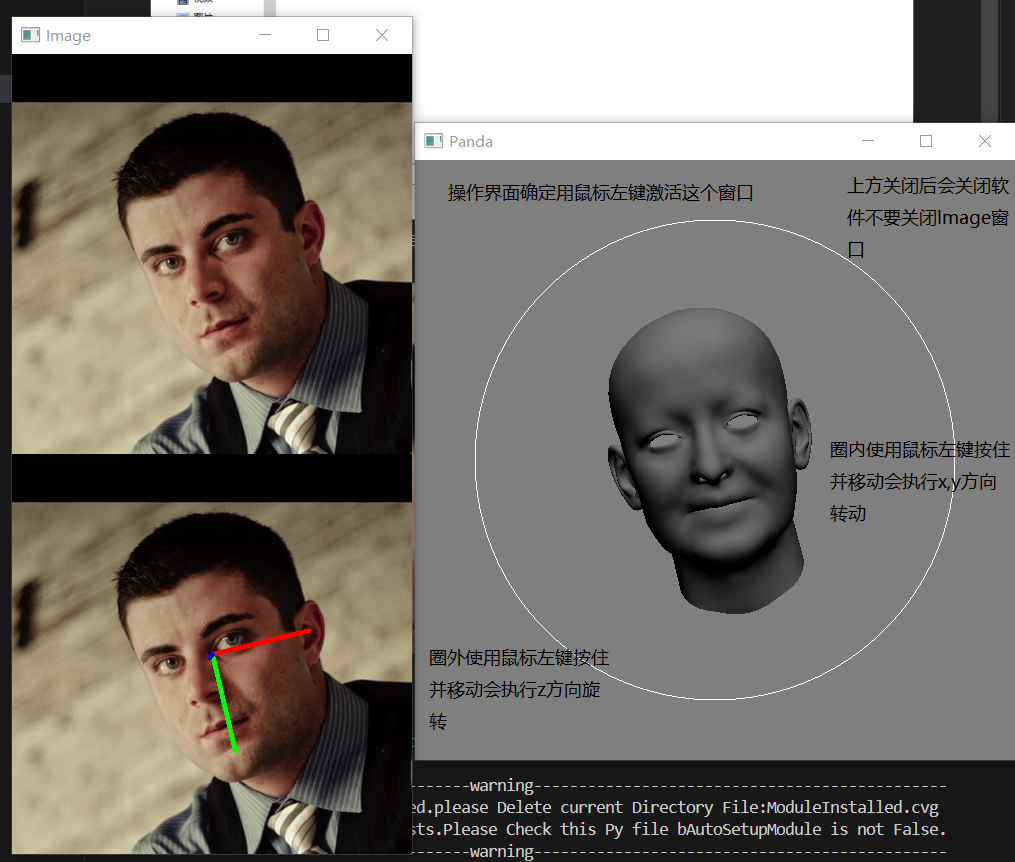 Image
Panda
操作界面确定用鼠标左键激活这个窗口
上方关闭后会关闭软
件不要关闭Image窗
口
圈内使用鼠标左键按住
并移动会执行x,y方向
转动
圈外使用鼠标左键按住
并移动会执行z方向旋
转
-------warning---------------------------------------------
ed.please Delete current Directory File:ModuleInstalled.cvg
sts.Please Check this Py file bAutoSetupModule is not False.
-------warning---------------------------------------------